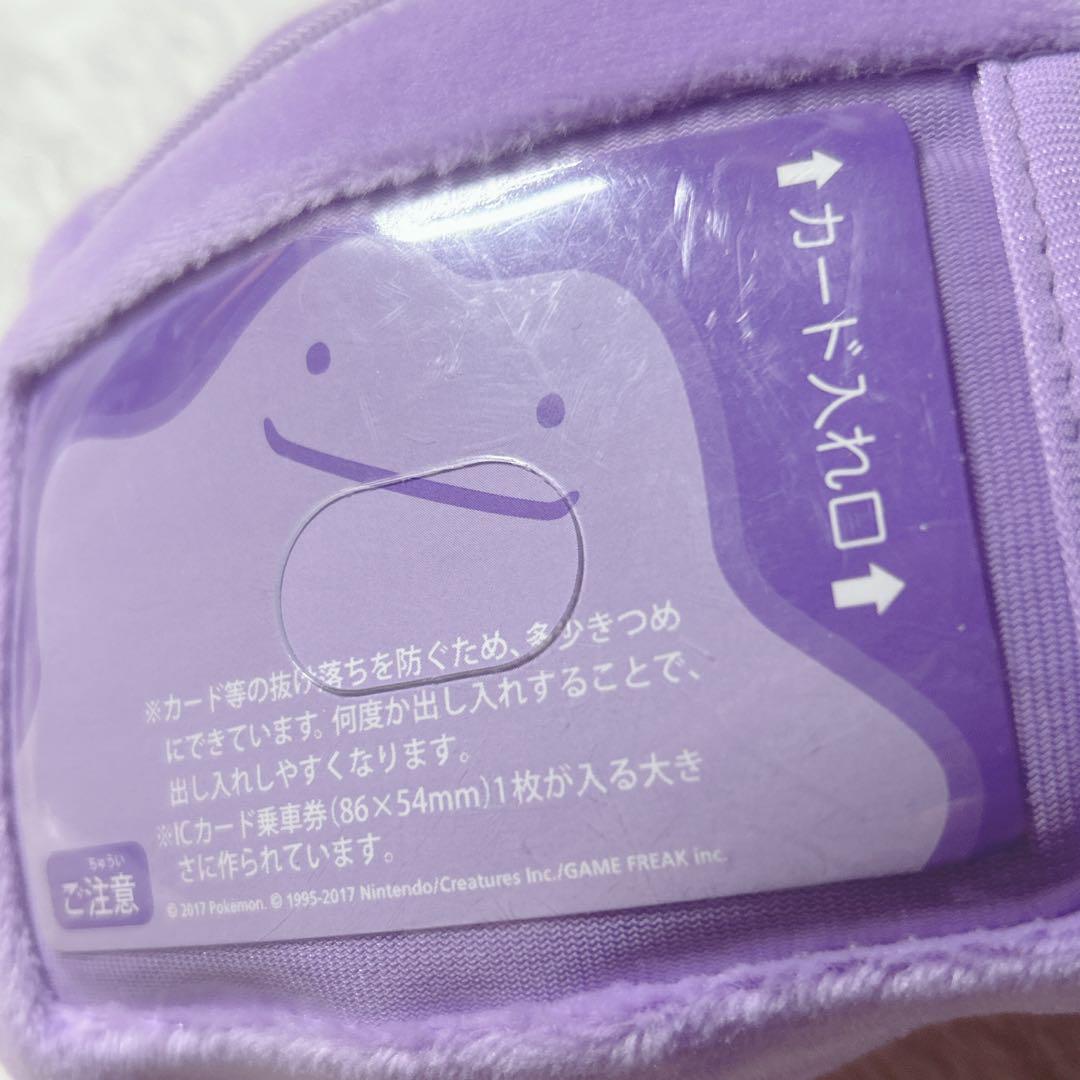 ⬆カード入れ口⬆
※カード等の抜け落ちを防ぐため、多少きつめ
にできています。何度か出し入れすることで、
出し入れしやすくなります。
※ICカード乗車券(86×54mm)1枚が入る大き
さに作られています。
ちゅうい
ご注意
© 2017 Pokémon. © 1995-2017 Nintendo/Creatures Inc./GAME FREAK inc.